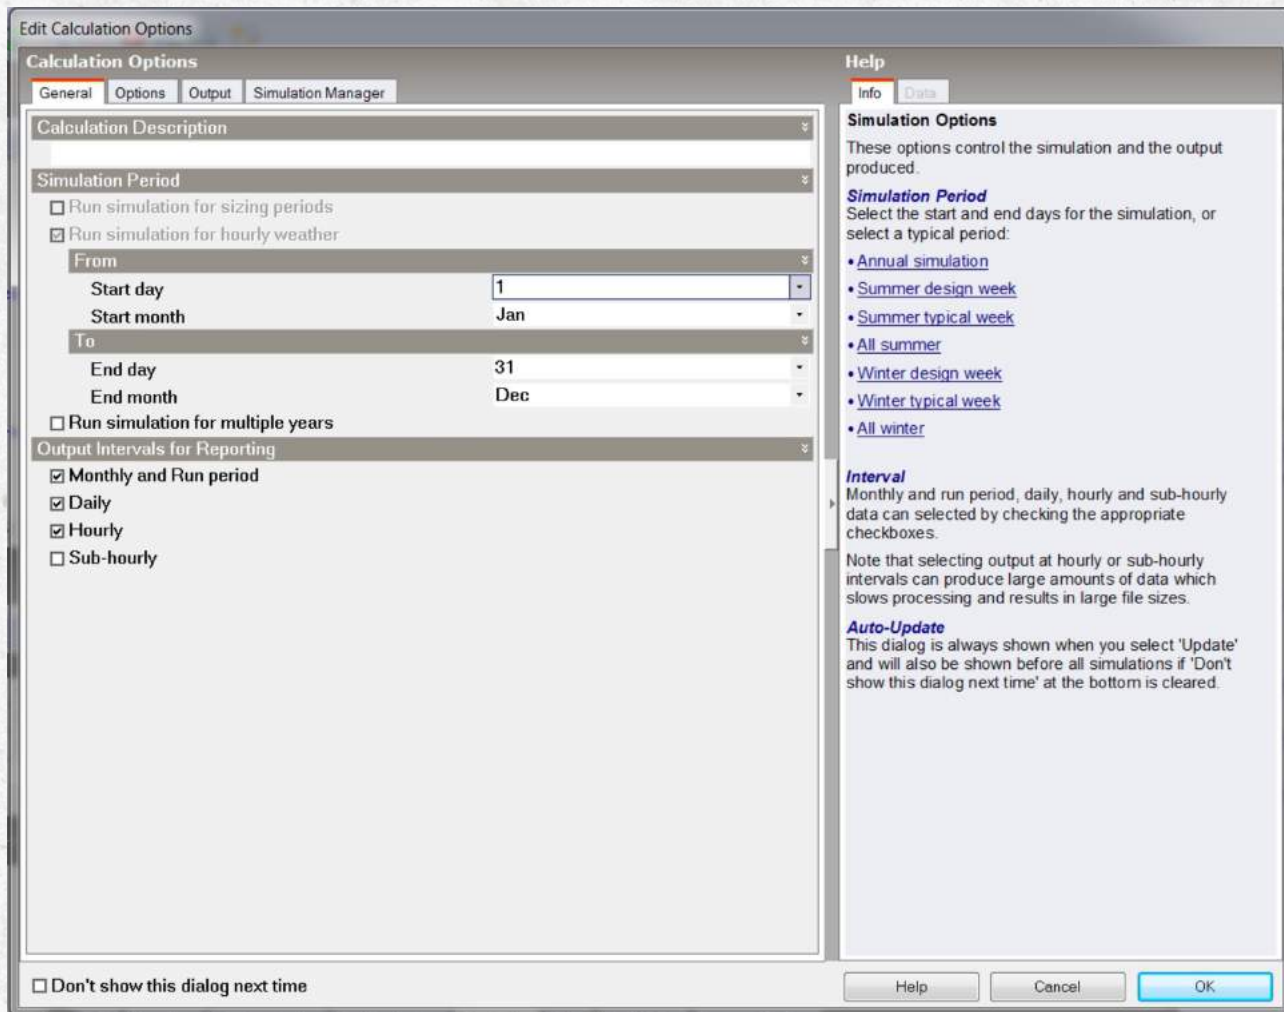 Edit Calculation Options
Calculation Options
General Options Output Simulation Manager
Calculation Description
Simulation Period
Run simulation for sizing periods
Run simulation for hourly weather
From
Start day 1
Start month Jan
To
End day 31
End month Dec
Run simulation for multiple years
Output Intervals for Reporting
Monthly and Run period
Daily
Hourly
Sub-hourly
Don't show this dialog next time
Help
Info Data
Simulation Options
These options control the simulation and the output
produced.
Simulation Period
Select the start and end days for the simulation, or
select a typical period:
• Annual simulation
• Summer design week
• Summer typical week
• All summer
• Winter design week
• Winter typical week
• All winter
Interval
Monthly and run period, daily, hourly and sub-hourly
data can selected by checking the appropriate
checkboxes.
Note that selecting output at hourly or sub-hourly
intervals can produce large amounts of data which
slows processing and results in large file sizes.
Auto-Update
This dialog is always shown when you select 'Update'
and will also be shown before all simulations if 'Don't
show this dialog next time' at the bottom is cleared.
Help Cancel OK